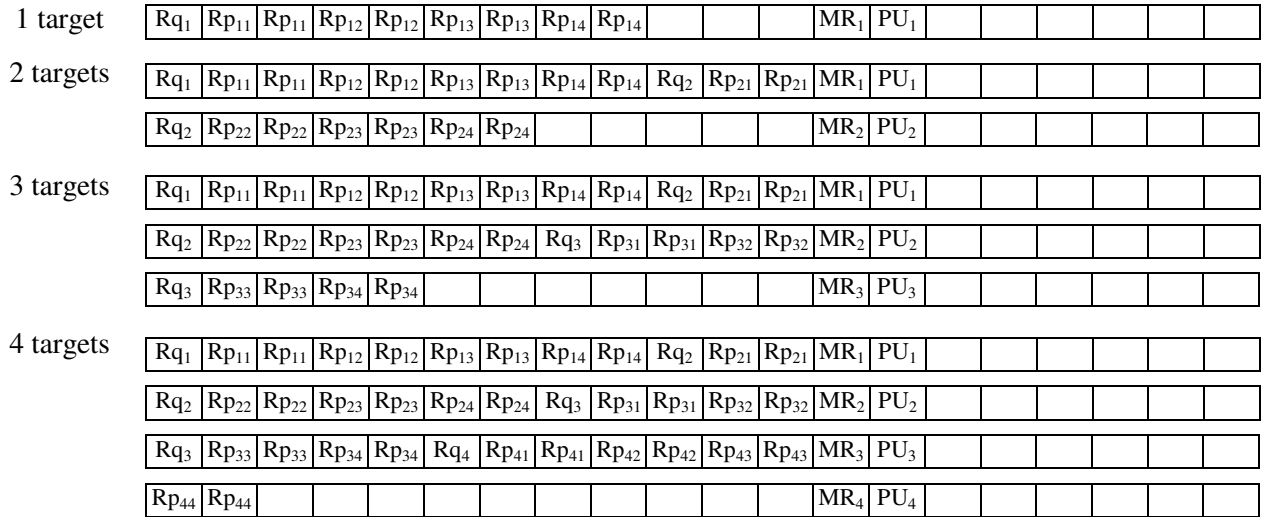 1 target Rq₁ Rp₁₁ Rp₁₁ Rp₁₂ Rp₁₂ Rp₁₃ Rp₁₃ Rp₁₄ Rp₁₄ MR₁ PU₁
2 targets Rq₁ Rp₁₁ Rp₁₁ Rp₁₂ Rp₁₂ Rp₁₃ Rp₁₃ Rp₁₄ Rp₁₄ Rq₂ Rp₂₁ Rp₂₁ MR₁ PU₁
Rq₂ Rp₂₂ Rp₂₂ Rp₂₃ Rp₂₃ Rp₂₄ Rp₂₄ MR₂ PU₂
3 targets Rq₁ Rp₁₁ Rp₁₁ Rp₁₂ Rp₁₂ Rp₁₃ Rp₁₃ Rp₁₄ Rp₁₄ Rq₂ Rp₂₁ Rp₂₁ MR₁ PU₁
Rq₂ Rp₂₂ Rp₂₂ Rp₂₃ Rp₂₃ Rp₂₄ Rp₂₄ Rq₃ Rp₃₁ Rp₃₁ Rp₃₂ Rp₃₂ MR₂ PU₂
Rq₃ Rp₃₃ Rp₃₃ Rp₃₄ Rp₃₄ MR₃ PU₃
4 targets Rq₁ Rp₁₁ Rp₁₁ Rp₁₂ Rp₁₂ Rp₁₃ Rp₁₃ Rp₁₄ Rp₁₄ Rq₂ Rp₂₁ Rp₂₁ MR₁ PU₁
Rq₂ Rp₂₂ Rp₂₂ Rp₂₃ Rp₂₃ Rp₂₄ Rp₂₄ Rq₃ Rp₃₁ Rp₃₁ Rp₃₂ Rp₃₂ MR₂ PU₂
Rq₃ Rp₃₃ Rp₃₃ Rp₃₄ Rp₃₄ Rq₄ Rp₄₁ Rp₄₁ Rp₄₂ Rp₄₂ Rp₄₃ Rp₄₃ MR₃ PU₃
Rp₄₄ Rp₄₄ MR₄ PU₄